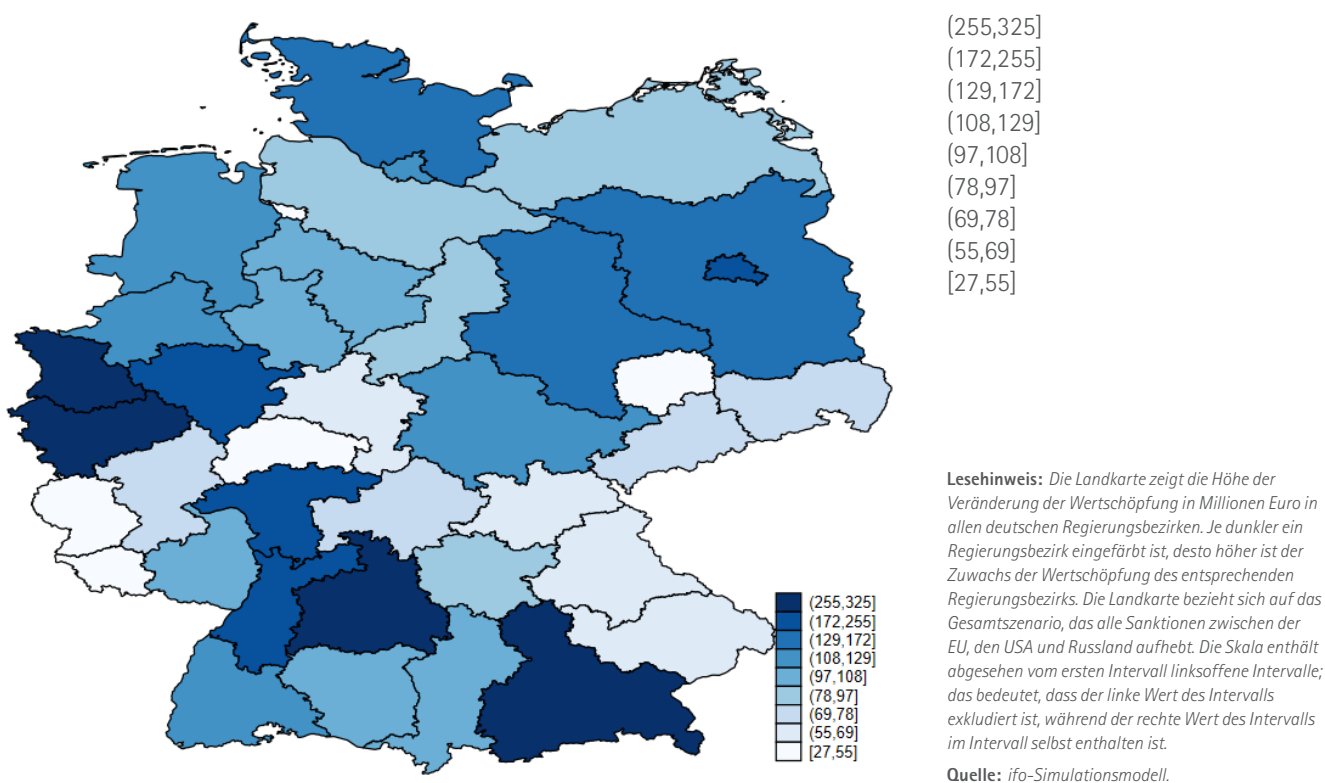 (255,325]
(172,255]
(129,172]
(108,129]
(97,108]
(78,97]
(69,78]
(55,69]
[27,55]
(255,325]
(172,255]
(129,172]
(108,129]
(97,108]
(78,97]
(69,78]
(55,69]
[27,55]
Lesehinweis: Die Landkarte zeigt die Höhe der
Veränderung der Wertschöpfung in Millionen Euro in
allen deutschen Regierungsbezirken. Je dunkler ein
Regierungsbezirk eingefärbt ist, desto höher ist der
Zuwachs der Wertschöpfung des entsprechenden
Regierungsbezirks. Die Landkarte bezieht sich auf das
Gesamtszenario, das alle Sanktionen zwischen der
EU, den USA und Russland aufhebt. Die Skala enthält
abgesehen vom ersten Intervall linksoffene Intervalle;
das bedeutet, dass der linke Wert des Intervalls
exkludiert ist, während der rechte Wert des Intervalls
im Intervall selbst enthalten ist.
Quelle: ifo-Simulationsmodell.